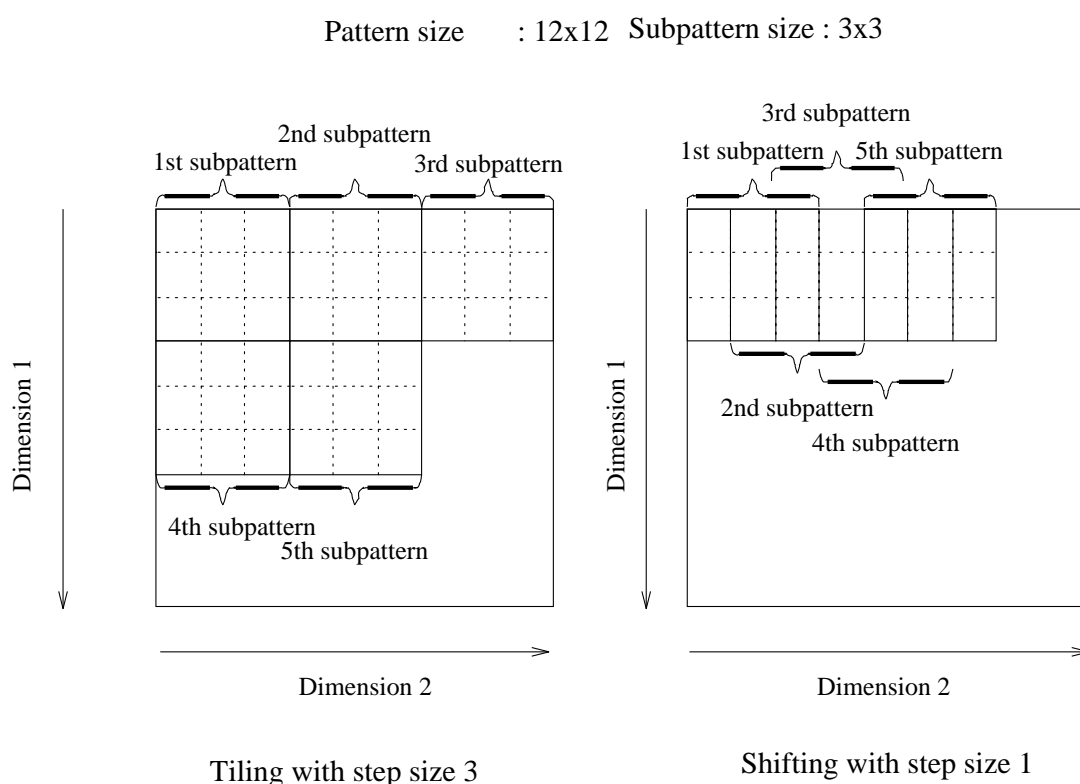 Pattern size : 12x12 Subpattern size : 3x3
2nd subpattern
1st subpattern
3rd subpattern
Dimension 1
4th subpattern
5th subpattern
Dimension 2
Tiling with step size 3
3rd subpattern
1st subpattern
5th subpattern
Dimension 1
2nd subpattern
4th subpattern
Dimension 2
Shifting with step size 1